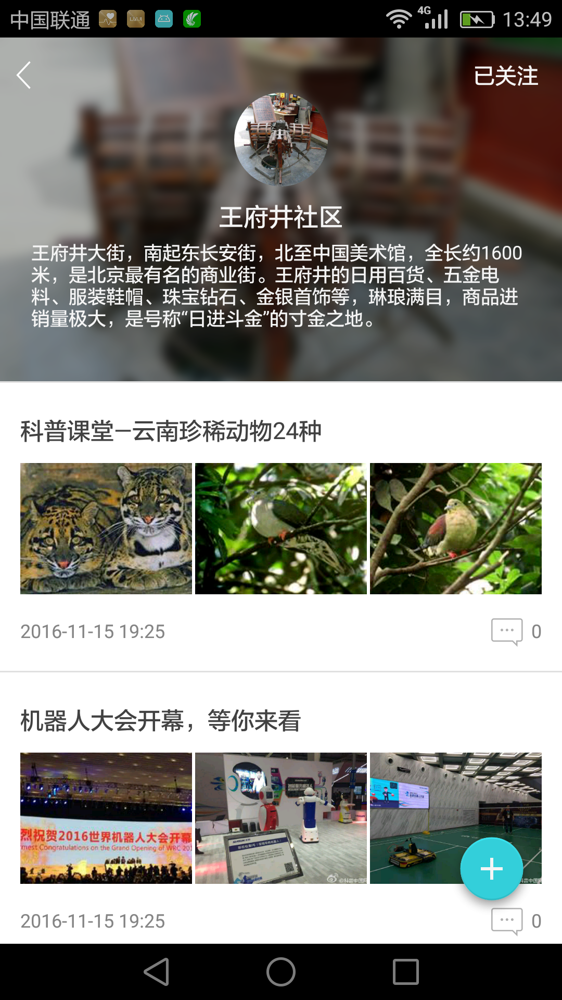 中国联通
4G
13:49
已关注
王府井社区
王府井大街，南起东长安街，北至中国美术馆，全长约1600
米，是北京最有名的商业街。王府井的日用百货、五金电
料、服装鞋帽、珠宝钻石、金银首饰等，琳琅满目，商品进
销量极大，是号称“日进斗金”的寸金之地。
科普课堂—云南珍稀动物24种
2016-11-15 19:25
0
机器人大会开幕，等你来看
烈祝贺2016世界机器人大会开幕
mest Congratulations on the Grand Opening of WRC 201
@科普中国网
2016-11-15 19:25
0